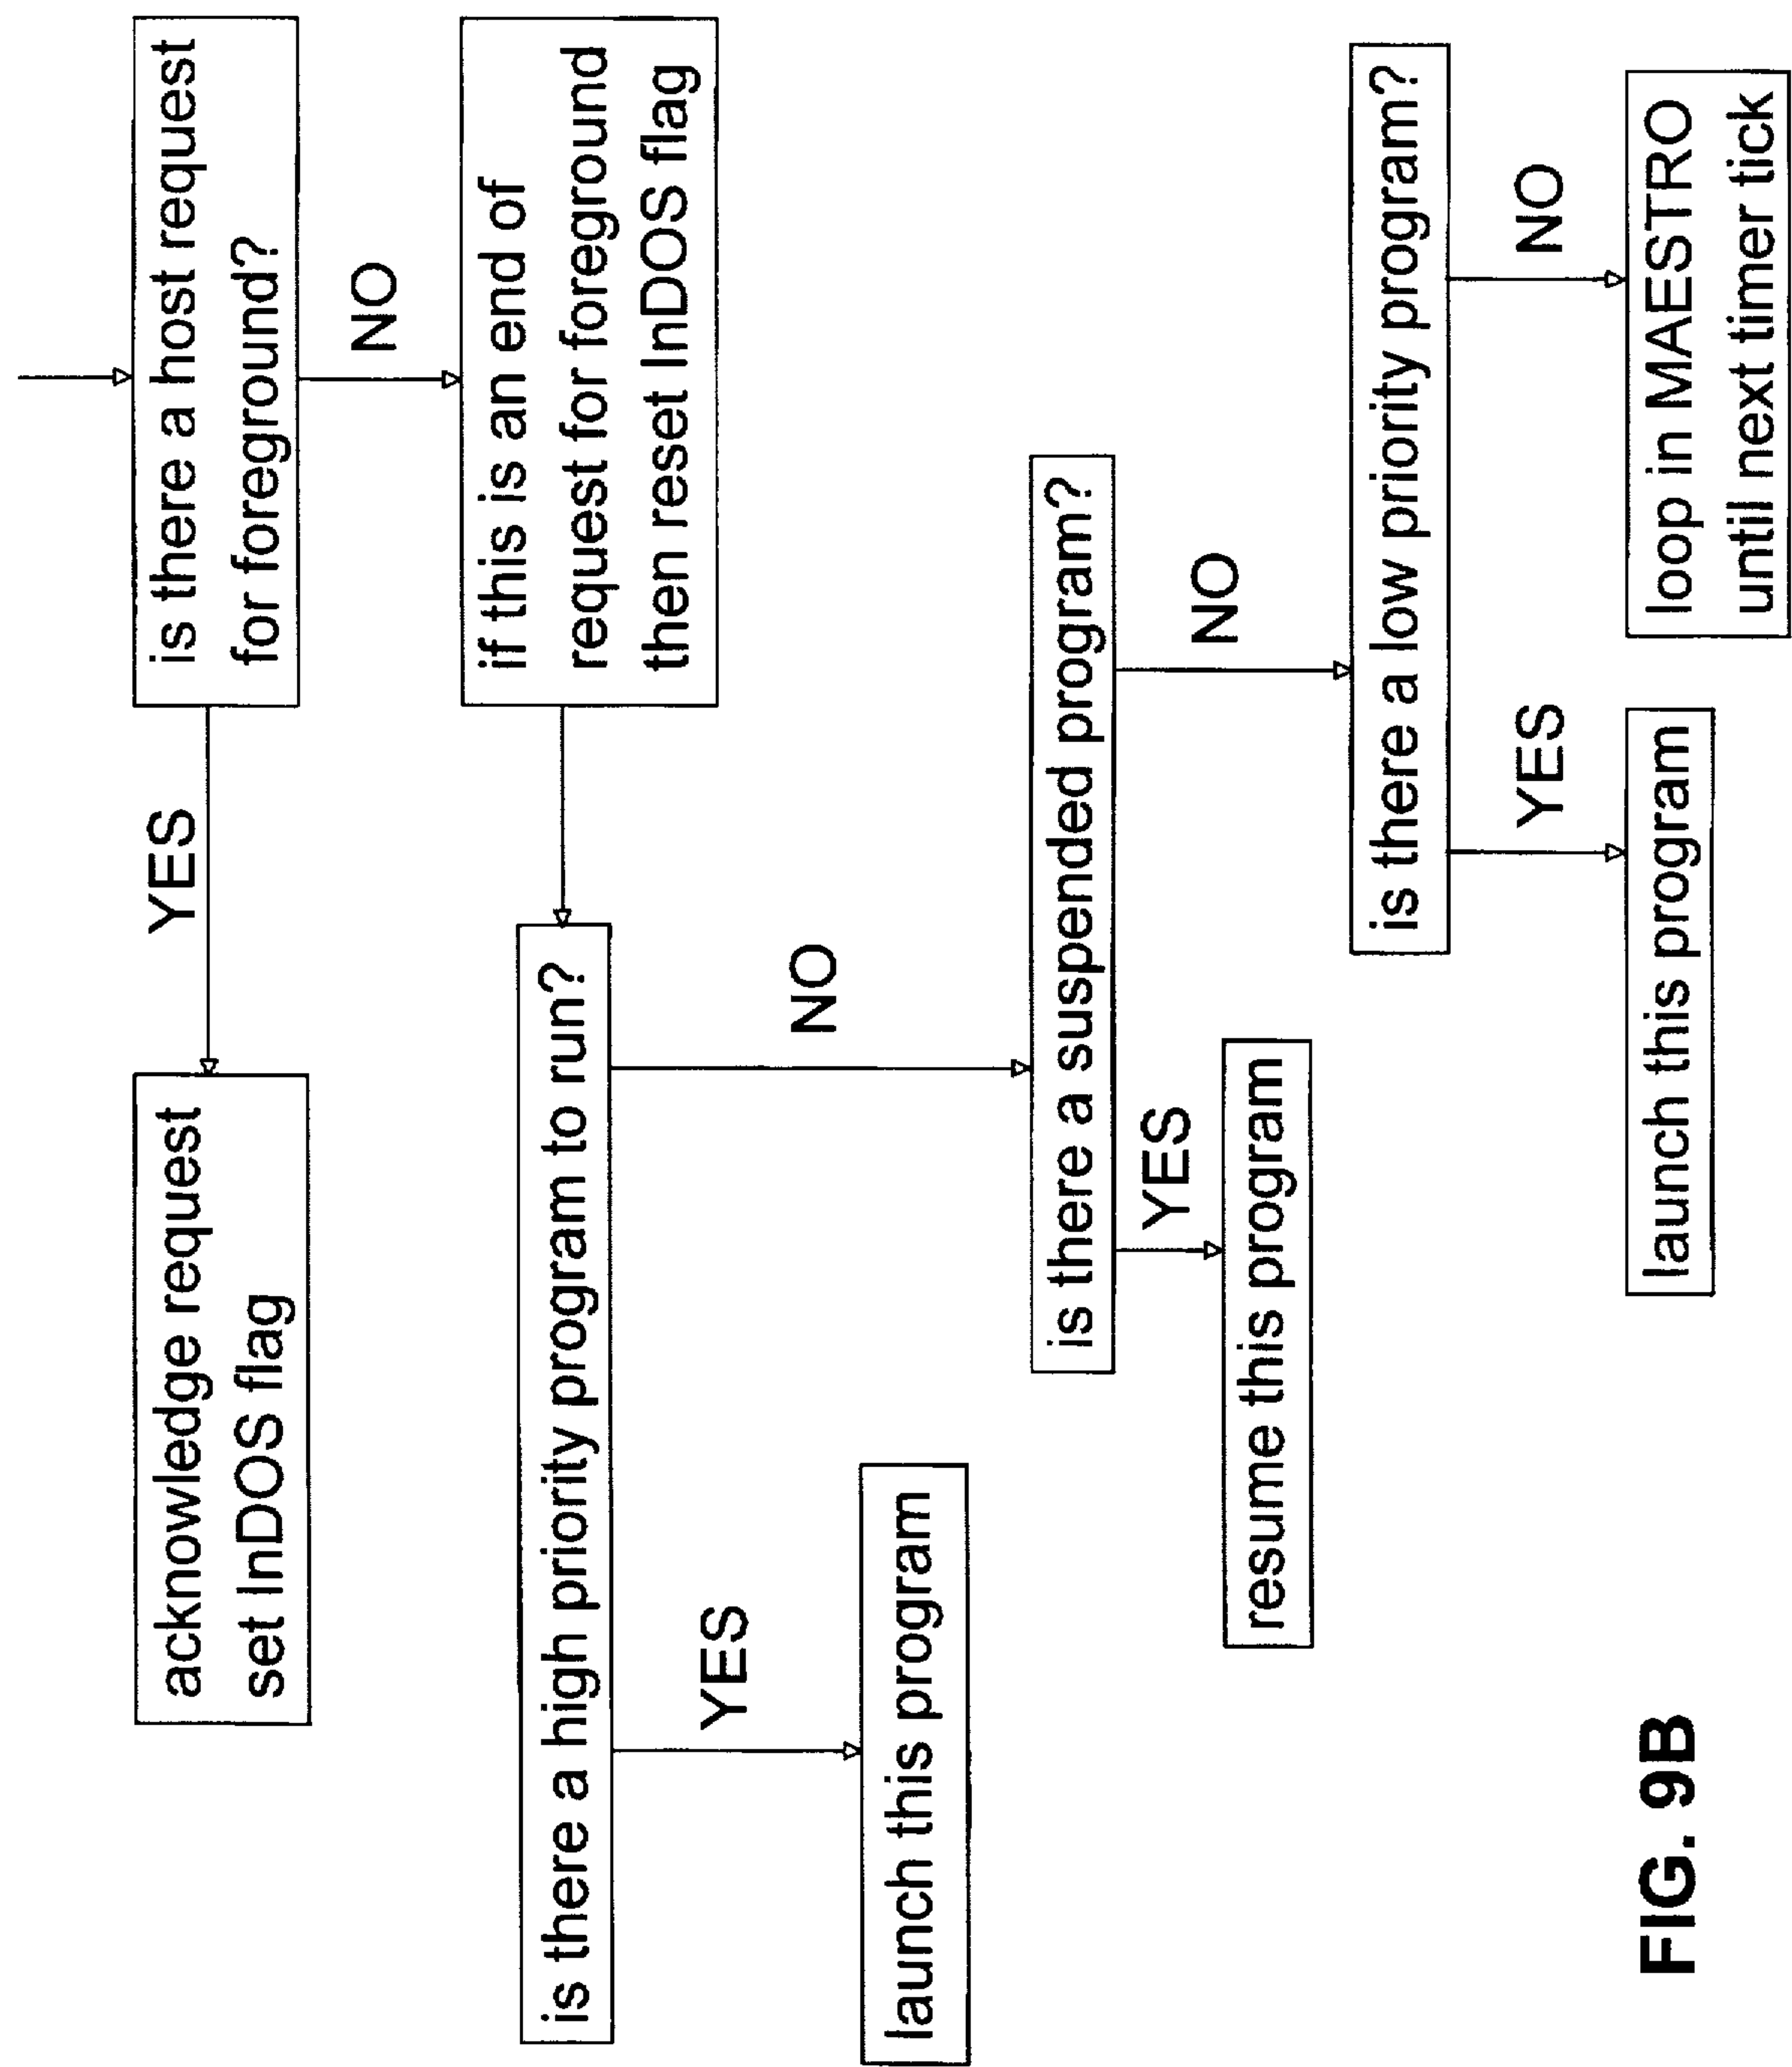 acknowledge request
set InDOS flag
YES
is there a host request
for foreground?
NO
if this is an end of
request for foreground
then reset InDOS flag
is there a high priority program to run?
YES
NO
launch this program
is there a suspended program?
YES
NO
resume this program
is there a low priority program?
YES
NO
launch this program
loop in MAESTRO
until next timer tick
FIG. 9B